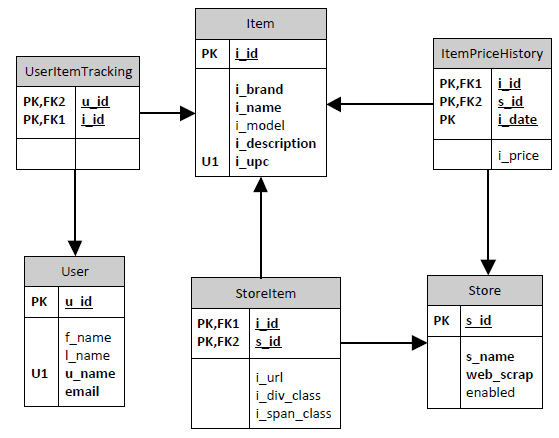 Item
PK i_id
i_brand
i_name
i_model
i_description
U1 i_upc
UserItemTracking
PK,FK2 u_id
PK,FK1 i_id
ItemPriceHistory
PK,FK1 i_id
PK,FK2 s_id
PK i_date
i_price
User
PK u_id
f_name
l_name
U1 u_name
email
StoreItem
PK,FK1 i_id
PK,FK2 s_id
i_url
i_div_class
i_span_class
Store
PK s_id
s_name
web_scrap
enabled